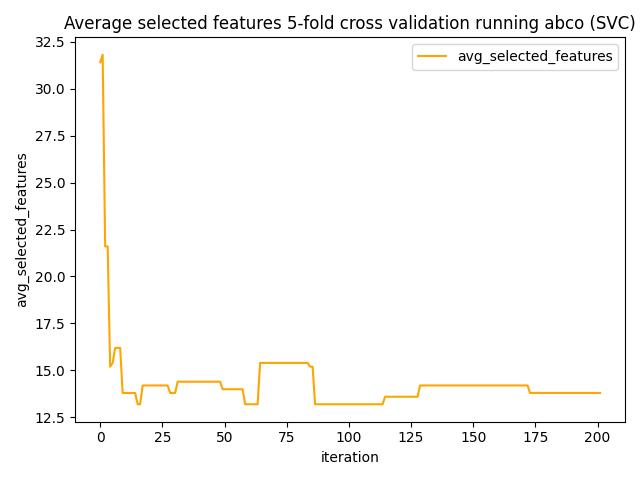 Average selected features 5-fold cross validation running abco (SVC)
avg_selected_features
32.5
30.0
27.5
25.0
22.5
20.0
17.5
15.0
12.5
avg_selected_features
0 25 50 75 100 125 150 175 200
iteration